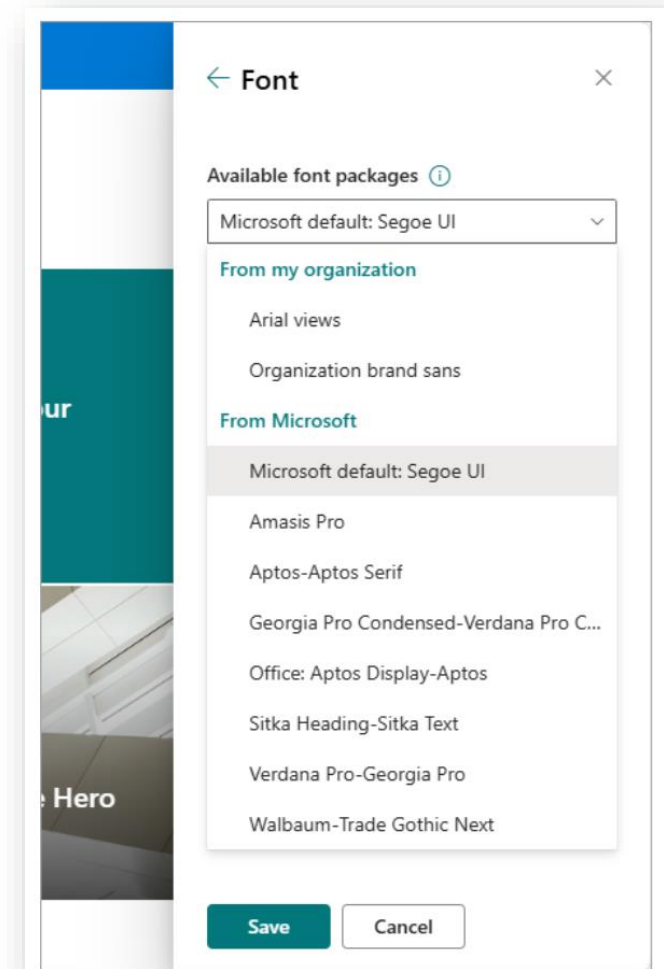 Font
Available font packages
Microsoft default: Segoe UI
From my organization
Arial views
Organization brand sans
our
From Microsoft
Microsoft default: Segoe UI
Amasis Pro
Aptos-Aptos Serif
Georgia Pro Condensed-Verdana Pro C...
Office: Aptos Display-Aptos
Sitka Heading-Sitka Text
Verdana Pro-Georgia Pro
Hero
Walbaum-Trade Gothic Next
Save
Cancel